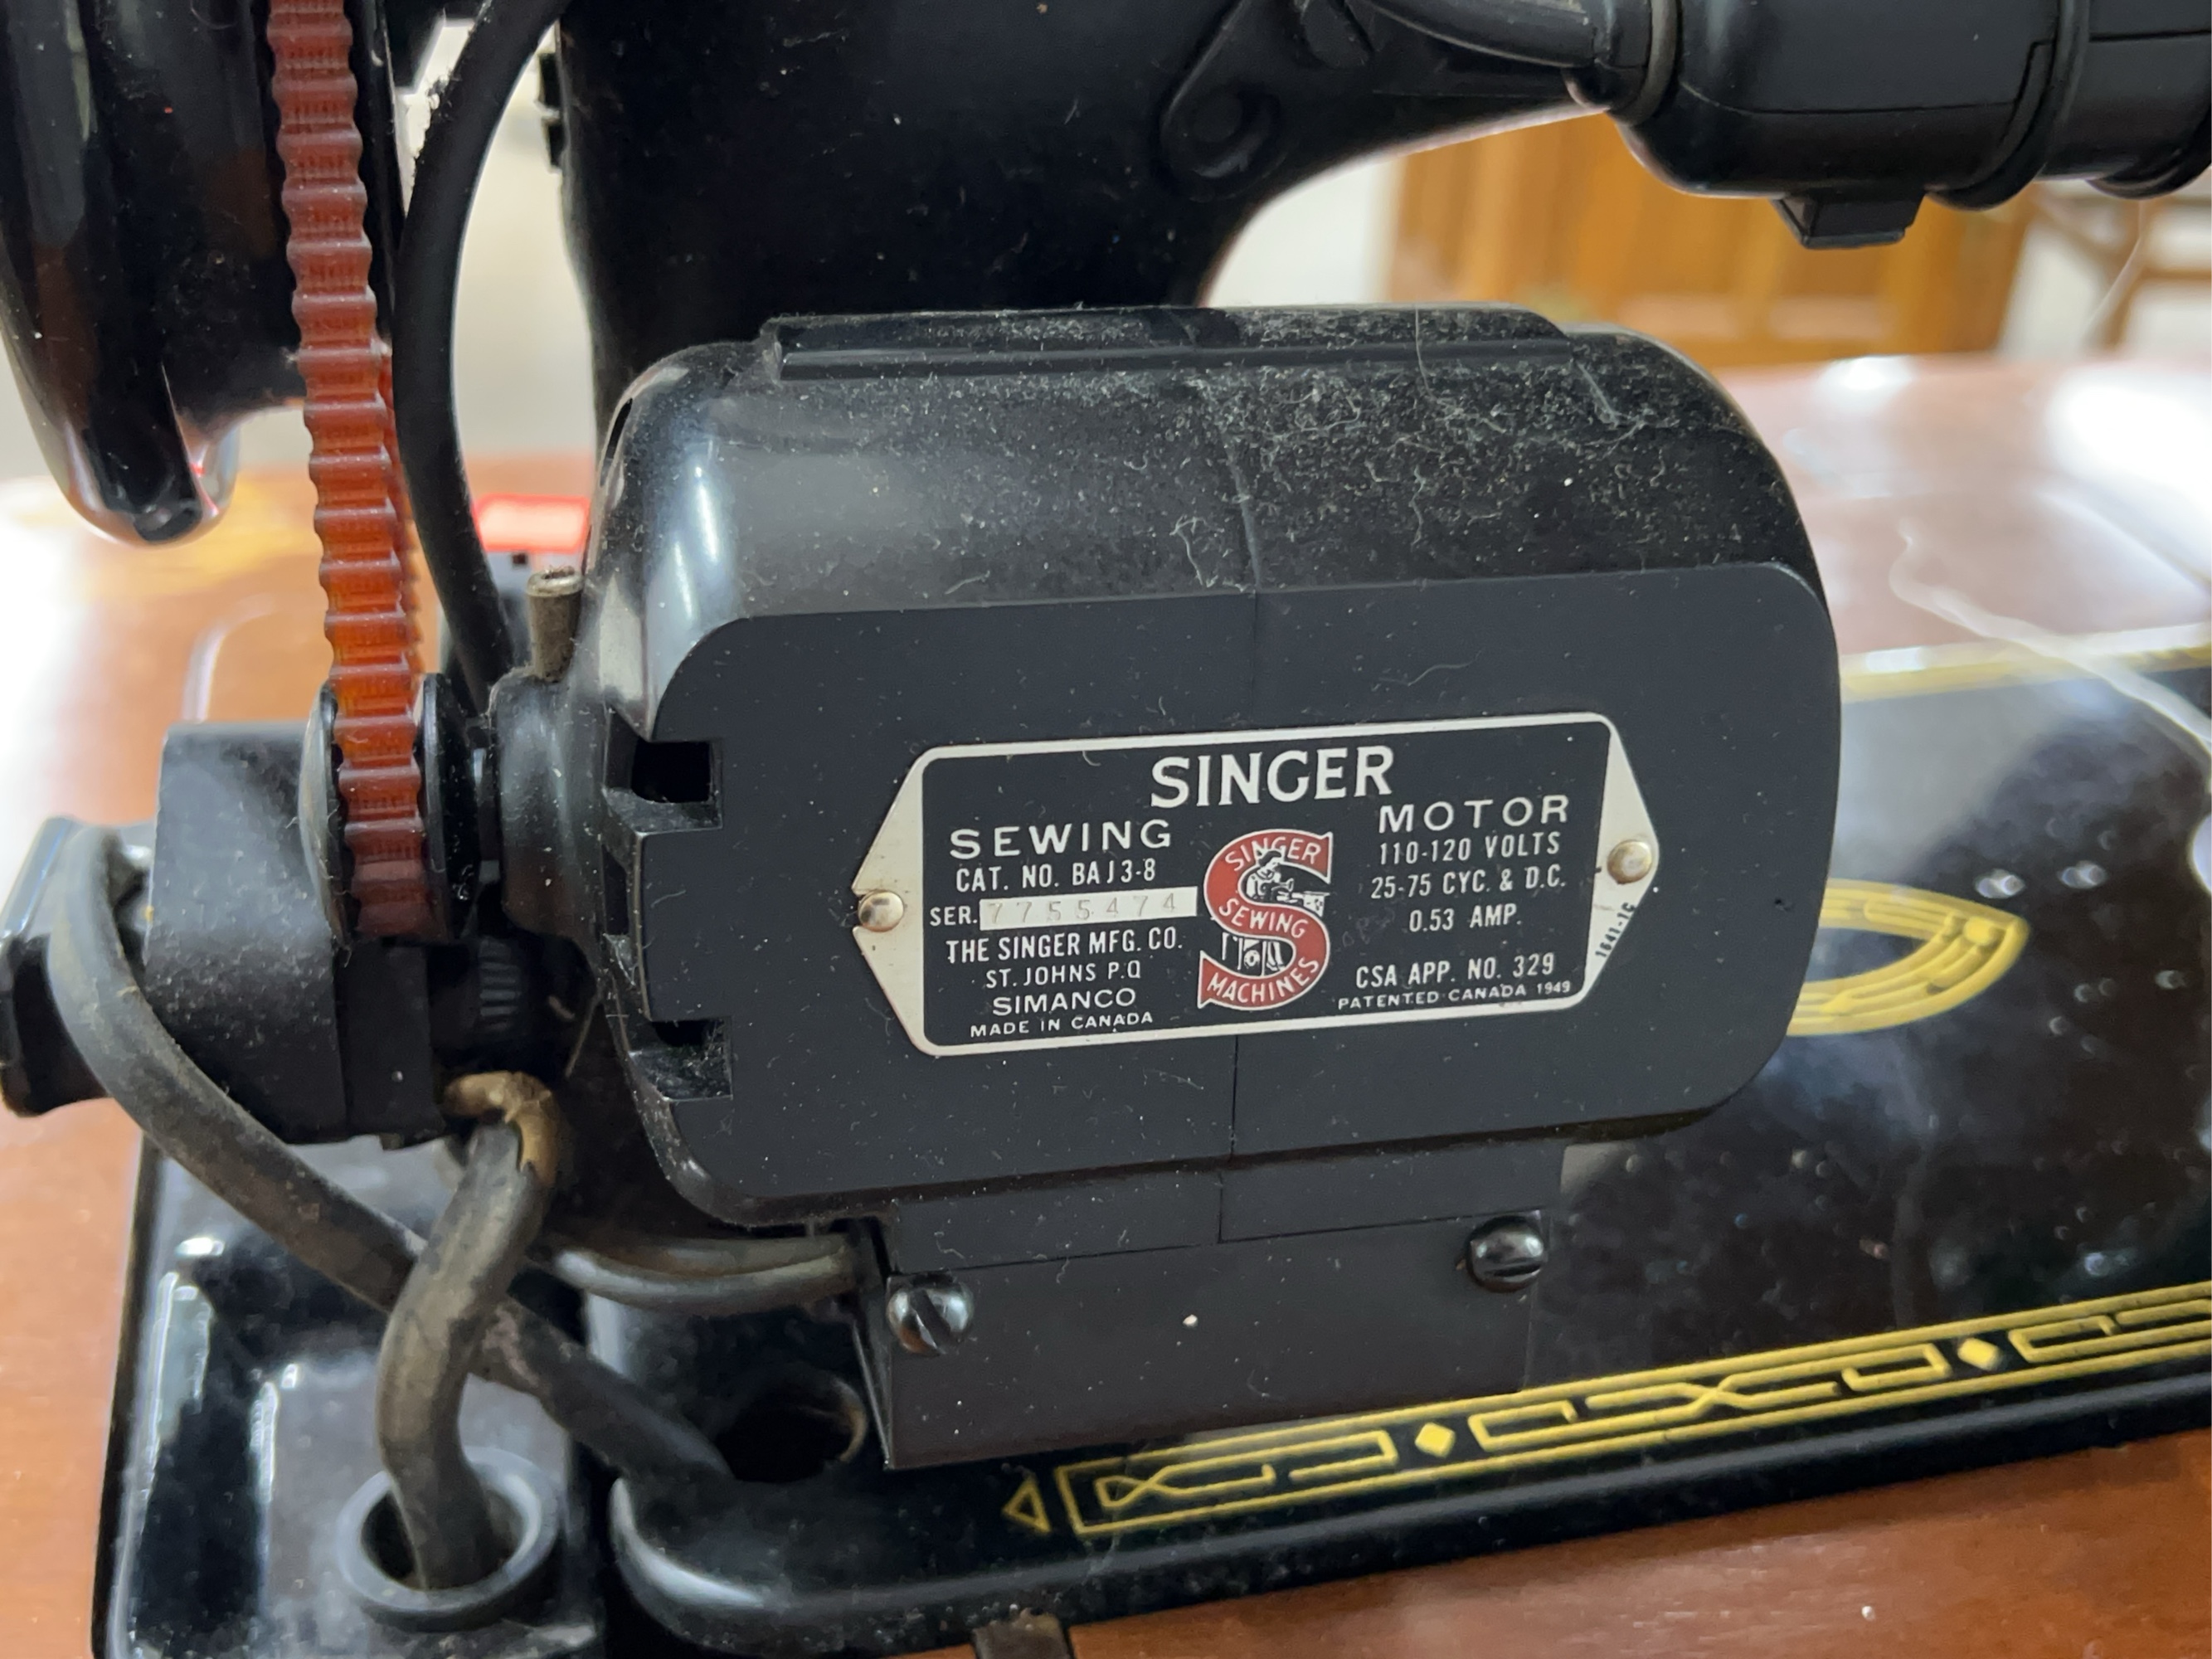 SINGER
SEWING MOTOR
CAT. NO. BAJ3-8
SER. 7755474
THE SINGER MFG. CO.
ST. JOHNS P.Q
SIMANCO
MADE IN CANADA
SINGER
SEWING
MACHINES
110-120 VOLTS
25-75 CYC. & D.C.
0.53 AMP.
CSA APP. NO. 329
PATENTED CANADA 1949
1641-1C